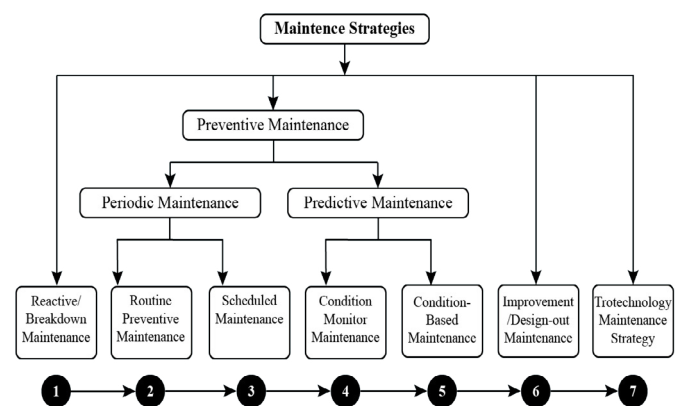 Maintence Strategies
Preventive Maintenance
Periodic Maintenance
Predictive Maintenance
Reactive/
Breakdown
Maintenance
Routine
Preventive
Maintenance
Scheduled
Maintenance
Condition
Monitor
Maintenance
Condition-
Based
Maintenance
Improvement
/Design-out
Maintenance
Trotechnology
Maintenance
Strategy
1
2
3
4
5
6
7